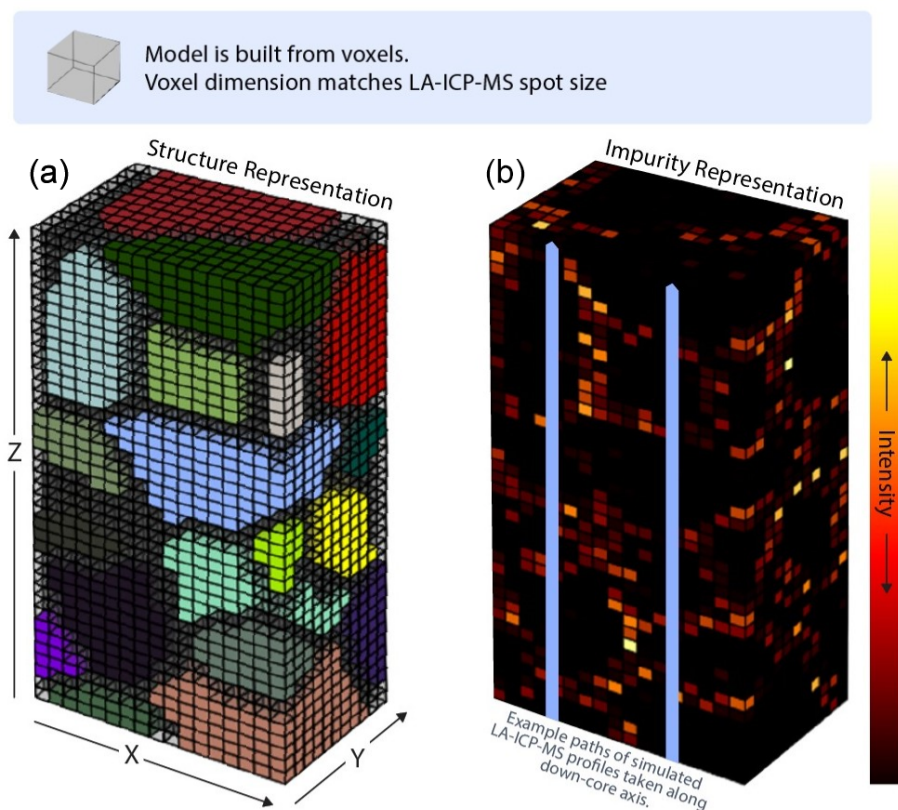 Model is built from voxels.
Voxel dimension matches LA-ICP-MS spot size
(a)
Structure Representation
(b)
Impurity Representation
Z
X
Y
Intensity
Example paths of simulated
LA-ICP-MS profiles taken along
down-core axis.